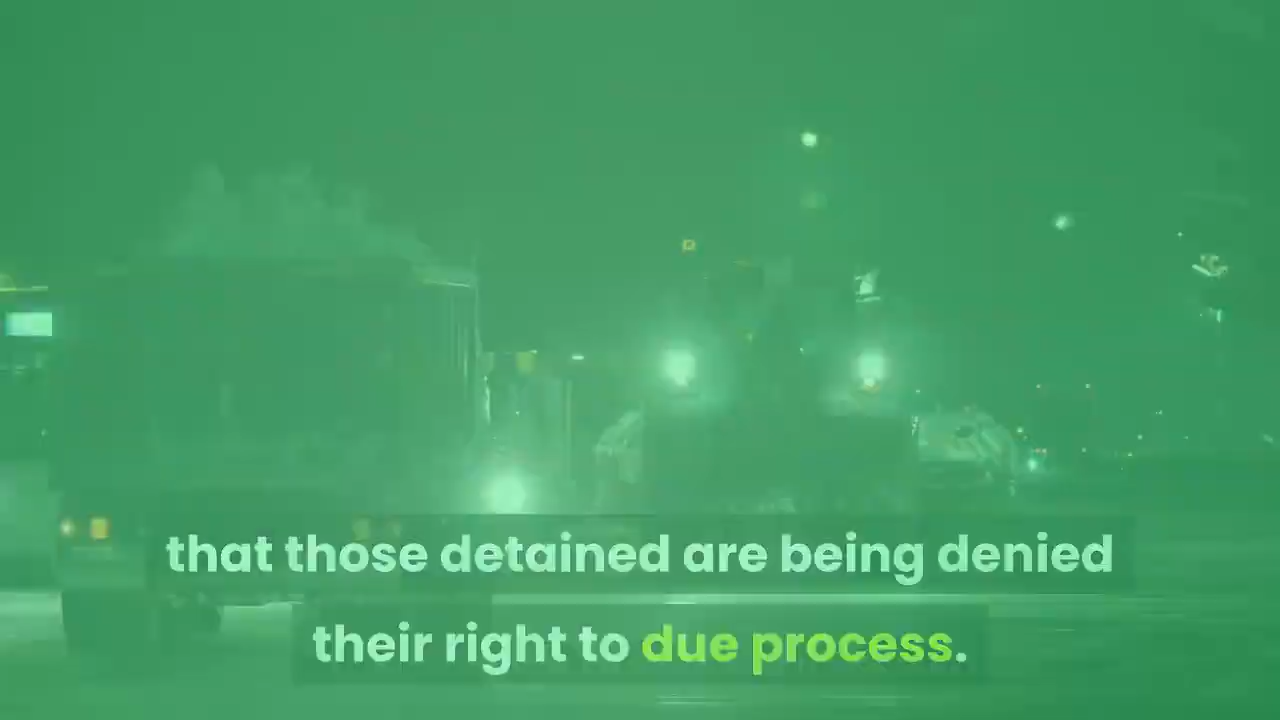 that those detained are being denied
their right to due process.